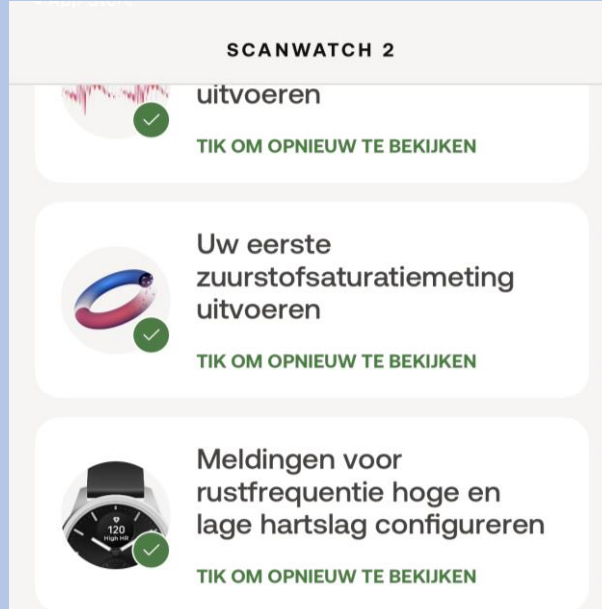 SCANWATCH 2
uitvoeren
TIK OM OPNIEUW TE BEKIJKEN
Uw eerste
zuurstofsaturatiemeting
uitvoeren
TIK OM OPNIEUW TE BEKIJKEN
Meldingen voor
rustfrequentie hoge en
lage hartslag configureren
120
High HR
TIK OM OPNIEUW TE BEKIJKEN